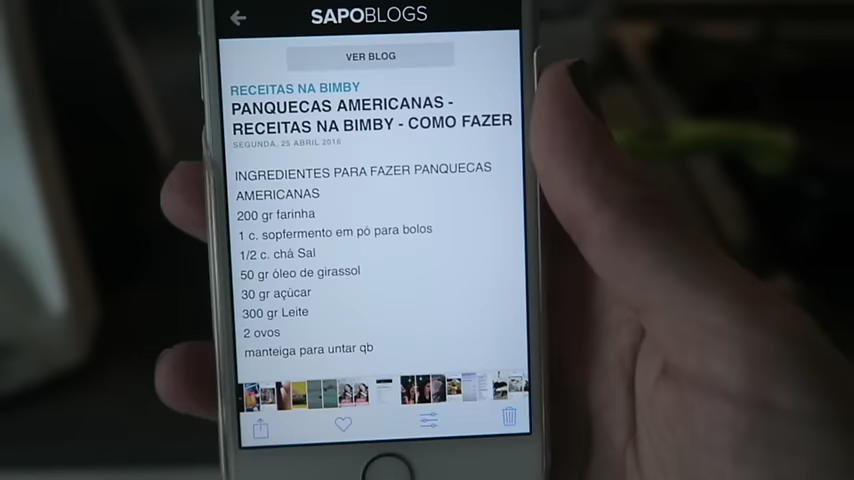 SAPOBLOGS
VER BLOG
RECEITAS NA BIMBY
PANQUECAS AMERICANAS -
RECEITAS NA BIMBY - COMO FAZER
SEGUNDA, 25 ABRIL 2016
INGREDIENTES PARA FAZER PANQUECAS
AMERICANAS
200 gr farinha
1 c. sopfermento em pó para bolos
1/2 c. chá Sal
50 gr óleo de girassol
30 gr açùcar
300 gr Leite
2 ovos
manteiga para untar qb